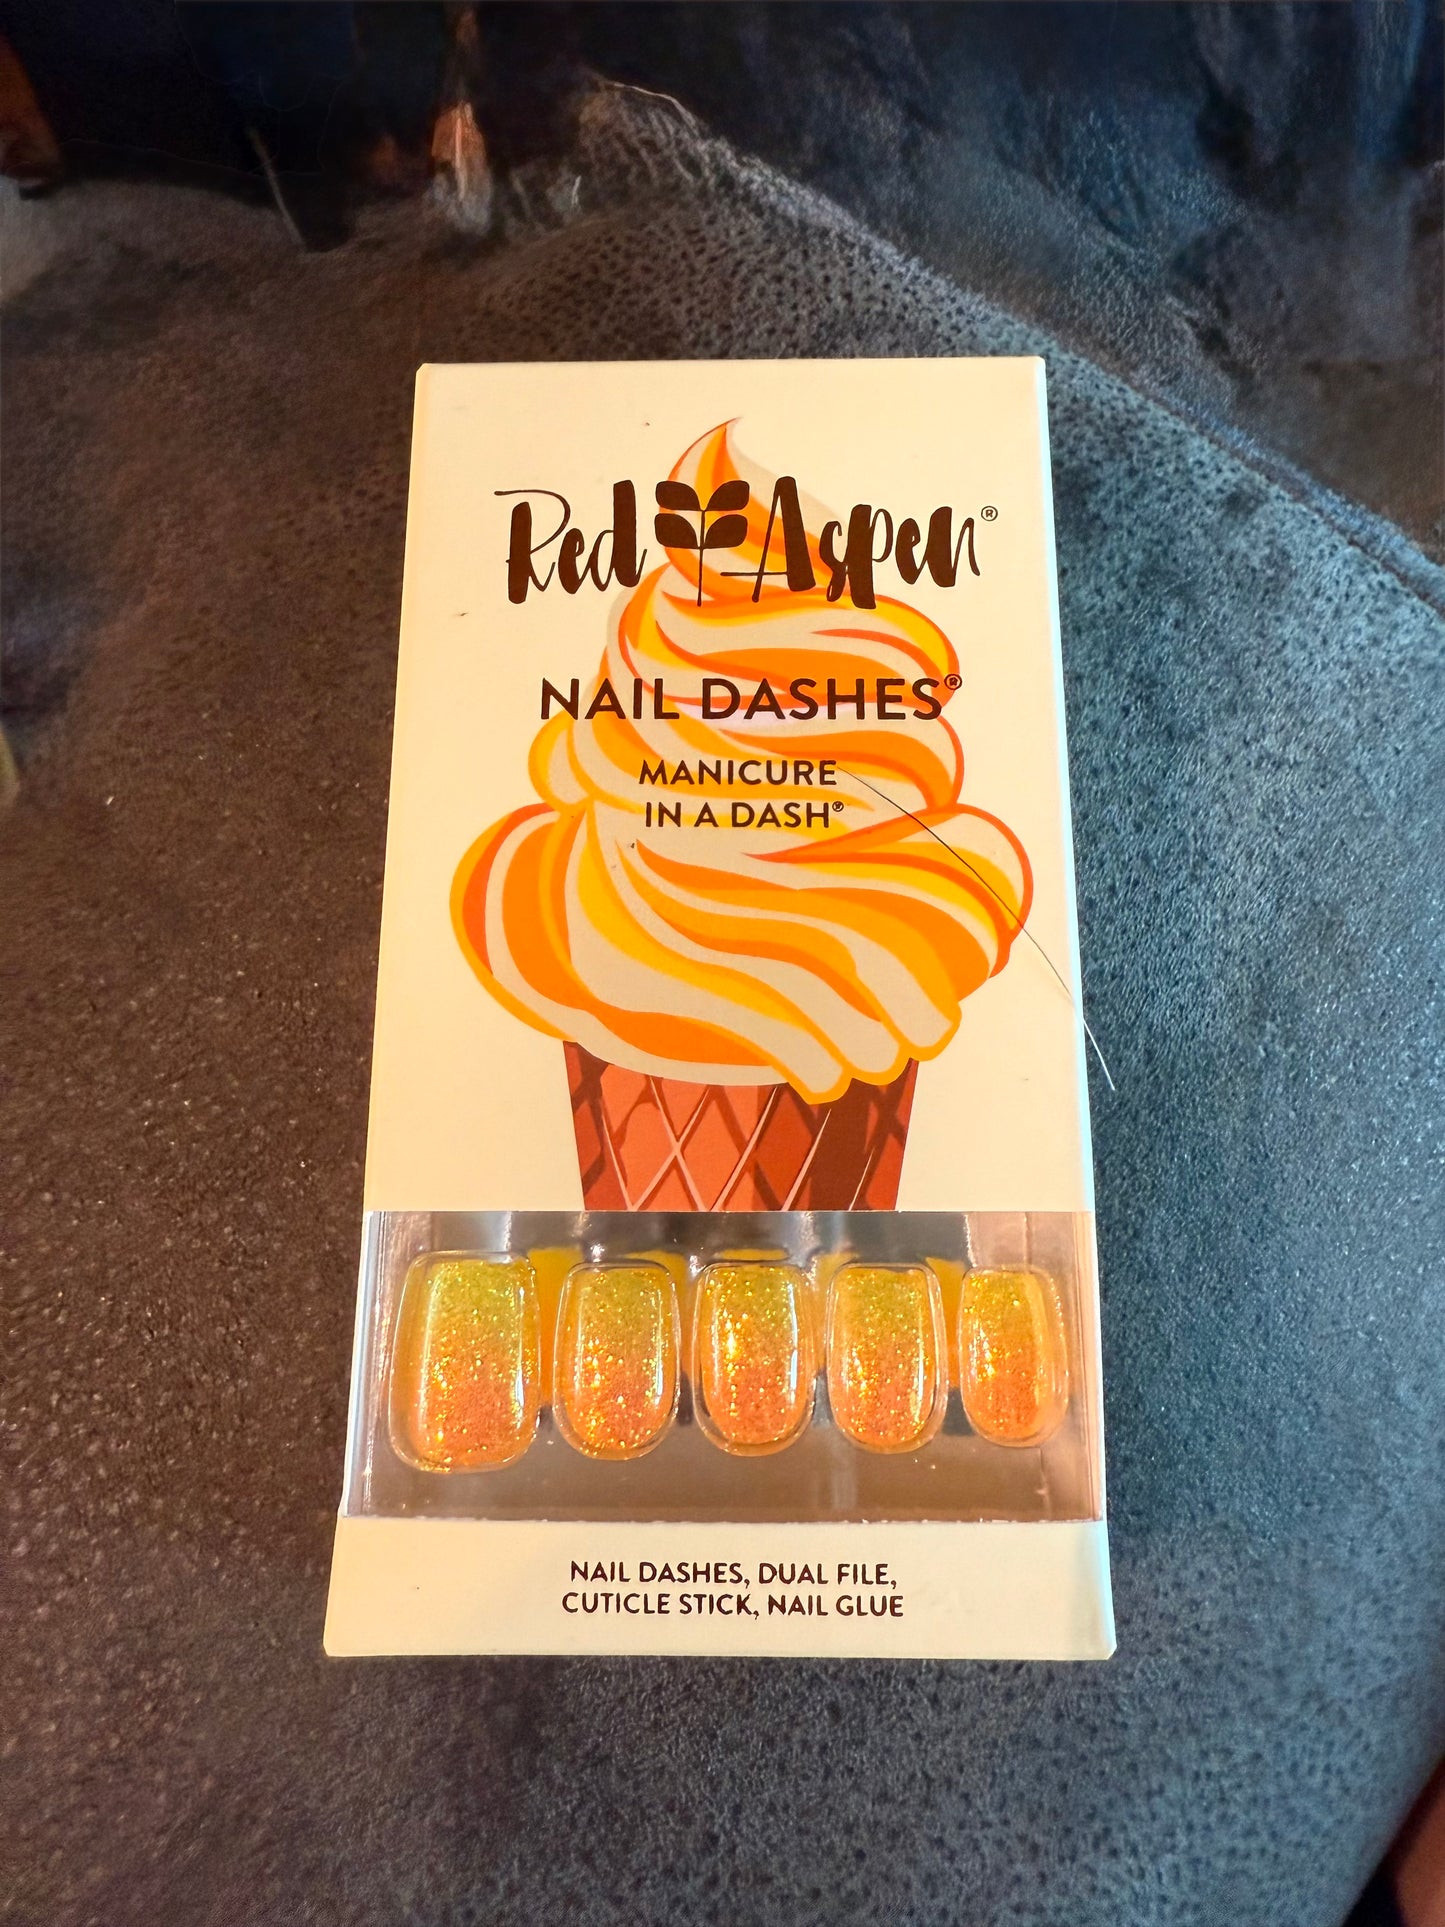 Red Aspen®
NAIL DASHES®
MANICURE
IN A DASH®
NAIL DASHES, DUAL FILE,
CUTICLE STICK, NAIL GLUE